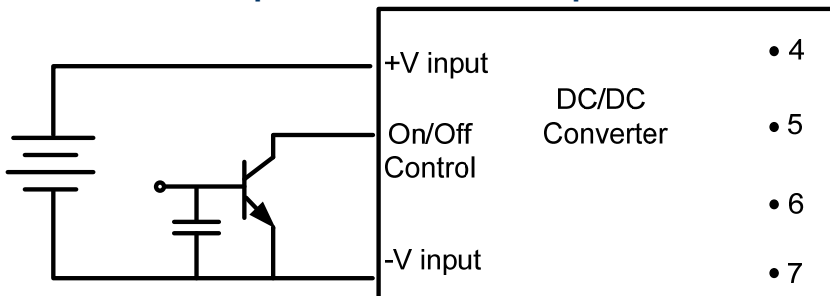 +V input
• 4
DC/DC
Converter
On/Off
Control
• 5
• 6
-V input
• 7